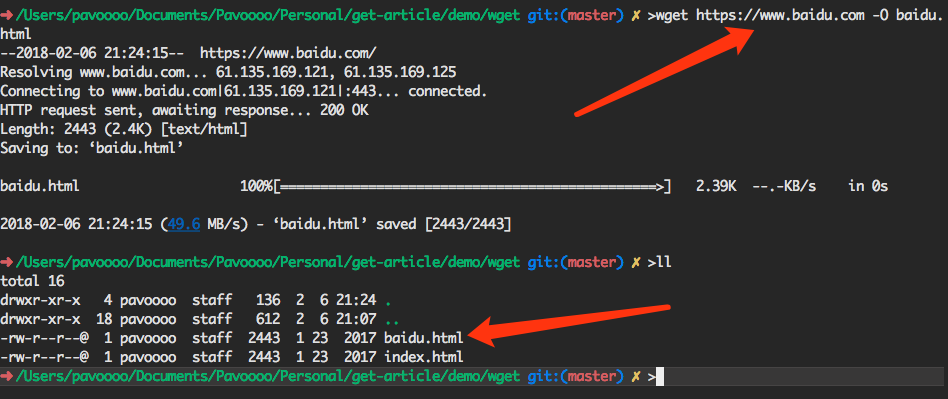 ➜ /Users/pavoooo/Documents/Pavoooo/Personal/get-article/demo/wget git:(master) ✗ >wget https://www.baidu.com -O baidu.
html
--2018-02-06 21:24:15--  https://www.baidu.com/
Resolving www.baidu.com... 61.135.169.121, 61.135.169.125
Connecting to www.baidu.com|61.135.169.121|:443... connected.
HTTP request sent, awaiting response... 200 OK
Length: 2443 (2.4K) [text/html]
Saving to: ‘baidu.html’
baidu.html 100%[===============================================>] 2.39K --.-KB/s in 0s
2018-02-06 21:24:15 (49.6 MB/s) - ‘baidu.html’ saved [2443/2443]
➜ /Users/pavoooo/Documents/Pavoooo/Personal/get-article/demo/wget git:(master) ✗ >ll
total 16
drwxr-xr-x 4 pavoooo staff 136 2 6 21:24 .
drwxr-xr-x 18 pavoooo staff 612 2 6 21:07 ..
-rw-r--r--@ 1 pavoooo staff 2443 1 23 2017 baidu.html
-rw-r--r--@ 1 pavoooo staff 2443 1 23 2017 index.html
➜ /Users/pavoooo/Documents/Pavoooo/Personal/get-article/demo/wget git:(master) ✗ >